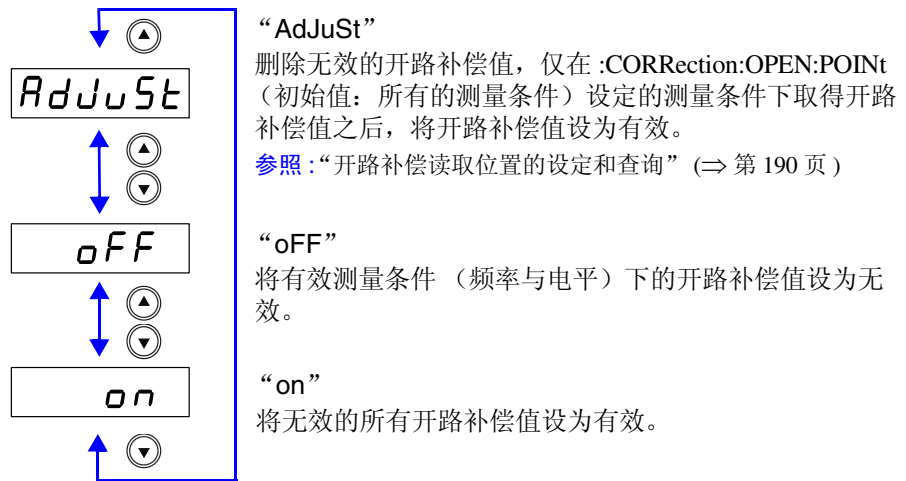 AdJuSt
“AdJuSt”
删除无效的开路补偿值，仅在 :CORRection:OPEN:POINt
（初始值：所有的测量条件）设定的测量条件下取得开路
补偿值之后，将开路补偿值设为有效。
参照 :“开路补偿读取位置的设定和查询” (⇒ 第 190 页 )
oFF
“oFF”
将有效测量条件 （频率与电平）下的开路补偿值设为无
效。
on
“on”
将无效的所有开路补偿值设为有效。